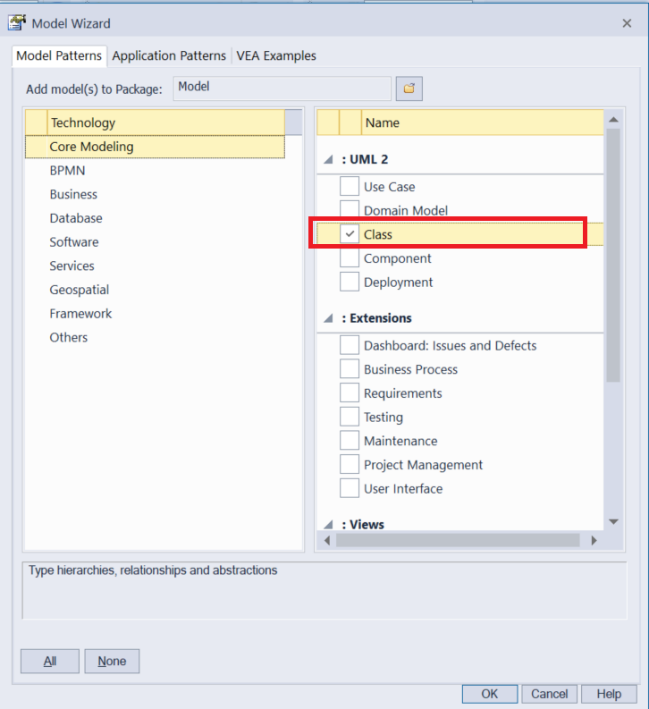 Model Wizard
Model Patterns Application Patterns VEA Examples
Add model(s) to Package: Model
Technology
Core Modeling
BPMN
Business
Database
Software
Services
Geospatial
Framework
Others
Name
: UML 2
Use Case
Domain Model
Class
Component
Deployment
: Extensions
Dashboard: Issues and Defects
Business Process
Requirements
Testing
Maintenance
Project Management
User Interface
: Views
Type hierarchies, relationships and abstractions
All None
OK Cancel Help